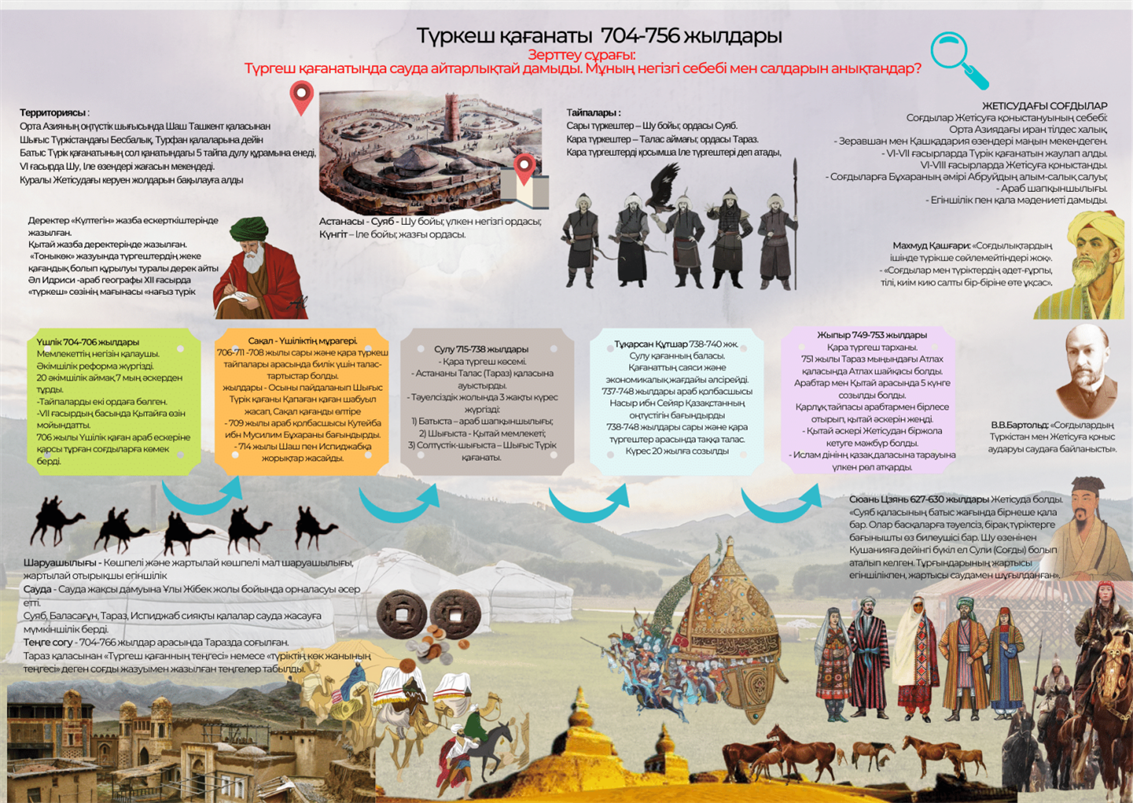 Түркеш қағанаты 704-756 жылдары
Зерттеу сұрағы:
Түргеш қағанатында сауда айтарлықтай дамыды. Мұның негізгі себебі мен салдарын анықтандар?
Территориясы :
Орта Азияның оңтүстік шығысында Шаш Ташкент қаласынан
Шығыс Түркістандағы Бесбалық, Турфан қалаларына дейін
Батыс Түрік қағанатының сол қанатындағы 5 тайпа дулу құрамына енеді,
VI ғасырда Шу, Іле өзендері жағасын мекендеді.
Куралы Жетісудағы керуен жолдарын бақылауға алды
Деректер «Күлтегін» жазба ескерткіштерінде
жазылған.
Қытай жазба деректерінде жазылған.
«Тоныкөк» жазуында түргештердің жеке
қағандық болып құрылуы туралы дерек айты
Әл Идриси -араб географы XII ғасырда
«түркеш» сөзінің мағынасы «нағыз түрік
Астанасы - Суяб - Шу бойы; үлкен негізгі ордасы;
Күнгіт – Іле бойы; жазғы ордасы.
Тайпалары :
Сары түркештер – Шу бойы; ордасы Суяб.
Кара түркештер – Талас аймағы; ордасы Тараз.
Кара түргештерді қосымша Іле түргештері деп атады,
ЖЕТІСУДАҒЫ СОҒДЫЛАР
Соғдылар Жетісуға қоныстануының себебі:
Орта Азиядағы иран тілдес халық.
- Зеравшан мен Қашқадария өзендері маңын мекендеген.
- VI-VII ғасырларда Түрік қағанатын жаулап алды.
VI-VII ғасырларда Жетісуға қоныстанды.
- Соғдыларға Бұхараның әмірі Абруйдың алым-салық салуы;
- Араб шапқыншылығы.
- Егіншілік пен қала мәдениеті дамыды.
Махмуд Қашғари: «Соғдылықтардың
ішінде түрікше сөйлемейтіндері жоқ».
- «Соғдылар мен түріктердің әдет-ғұрпы,
тілі, киім кию салты бір-біріне өте ұқсас».
Үшлік 704-706 жылдары
Мемлекеттің негізін қалаушы.
Әкімшілік реформа жүргізді.
20 әкімшілік аймақ,7 мың әскерден
тұрды.
-Тайпаларды екі ордаға бөлген.
-VII ғасырдың басында Қытайға өзін
мойындатты.
706 жылы Үшлік қаған араб әскеріне
қарсы тұрған соғдыларға көмек
берді.
Сақал - Үшіліктің мұрагері.
706-711 -708 жылы сары және қара түркеш
тайпалары арасында билік үшін талас-
тартыстар болды.
жылдары - Осыны пайдаланып Шығыс
Түрік қағаны Қапаған қаған шабуыл
жасап, Сақал қағанды өлтіре
- 709 жылы араб қолбасшысы Кутейба
ибн Мусилим Бұхараны бағындырды.
- 714 жылы Шаш пен Испиджабқа
жорықтар жасайды.
Сулу 715-738 жылдары
- Қара түргеш көсемі.
- Астананы Талас (Тараз) қаласына
ауыстырды.
- Тәуелсіздік жолында 3 жақты күрес
жүргізді:
1) Батыста – араб шапқыншылығы;
2) Шығыста - Қытай мемлекеті;
3) Солтүстік-шығыста – Шығыс Түрік
қағанаты.
Тұқарсан Құтшар 738-740 жж.
Сулу қағанның баласы.
Қағанаттың саяси және
экономикалық жағдайы әлсірейді.
737-748 жылдары араб қолбасшысы
Насыр ибн Сейяр Қазақстанның
оңтүстігін бағындырды
738-748 жылдары сары және қара
түргештер арасында таққа талас.
Күрес 20 жылға созылды
Жыпыр 749-753 жылдары
Қара түргеш тарханы.
751 жылы Тараз мыңындағы Атлах
қаласында Атлах шайқасы болды.
Арабтар мен Қытай арасында 5 күнге
созылды болды.
Қарлұқ тайпасы арабтармен бірлесе
отырып, қытай әскерін жеңді.
- Қытай әскері Жетісудан біржола
кетуге мәжбүр болды.
- Ислам дінінң қазақ даласына тарауына
үлкен рөл атқарды.
В.В.Бартольд: «Соғдылардың
Түркістан мен Жетісуға қоныс
аударуы саудаға байланысты».
Сюань Цзянь 627-630 жылдары Жетісуда болды.
«Суяб қаласының батыс жағында бірнеше қала
бар. Олар басқаларға тәуелсіз, бірақ түріктерге
бағынышты өз билеушісі бар. Шу өзенінен
Кушанияға дейінгі бүкіл ел Сули (Соғды) болып
аталып келген. Тұрғындарының жартысы
егіншілікпен, жартысы саудамен шұғылданған».
Шаруашылығы - Көшпелі және жартылай көшпелі мал шаруашылығы,
жартылай отырықшы егіншілік
Сауда - Сауда жақсы дамуына Ұлы Жібек жолы бойында орналасуы әсер
етті.
Суяб, Баласағұн, Тараз, Испиджаб сияқты қалалар сауда жасауға
мүмкіншілік берді.
Теңге соғу - 704-766 жылдар арасында Таразда соғылған.
Тараз қаласынан «Түргеш қағанның теңгесі» немесе «түріктің көк жанының
теңгесі» деген соғды жазуымен жазылған теңгелер табылды.